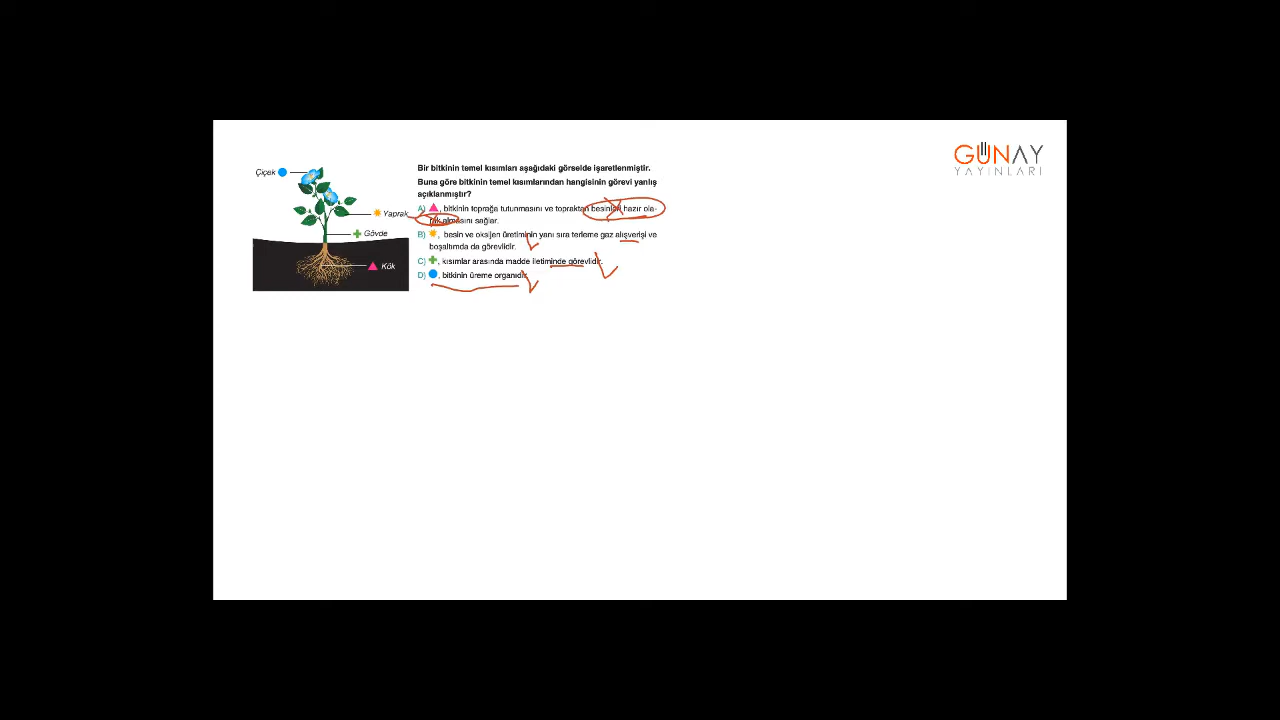 GÜNAY
YAYINLARI
Çiçek
Yaprak
Gövde
Kök
Bir bitkinin temel kısımları aşağıdaki görselde işaretlenmiştir.
Buna göre bitkinin temel kısımlarından hangisinin görevi yanlış
açıklanmıştır?
A) , bitkinin toprağa tutunmasını ve topraktan besinleri hazır ola-
rak almasını sağlar.
B) , besin ve oksijen üretiminin yanı sıra terleme gaz alışverişi ve
boşaltımda da görevlidir.
C) , kısımlar arasında madde iletiminde görevlidir.
D) , bitkinin üreme organıdır.